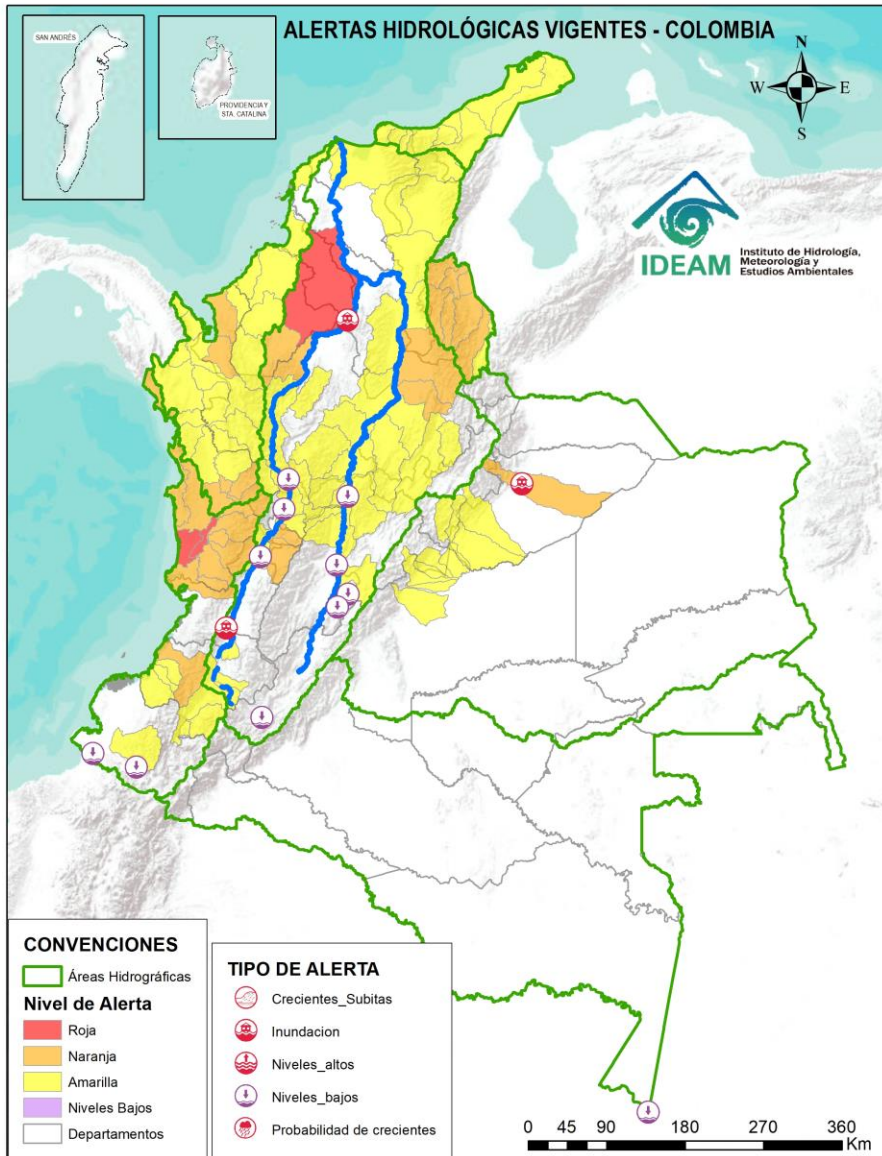 ALERTAS HIDROLÓGICAS VIGENTES - COLOMBIA
SAN ANDRÉS
PROVIDENCIA Y
STA. CATALINA
N
W
E
S
IDEAM
Instituto de Hidrología,
Meteorología y
Estudios Ambientales
CONVENCIONES
Áreas Hidrográficas
Nivel de Alerta
Roja
Naranja
Amarilla
Niveles Bajos
Departamentos
TIPO DE ALERTA
Crecientes_Subitas
Inundacion
Niveles_altos
Niveles_bajos
Probabilidad de crecientes
0 45 90 180 270 360
Km